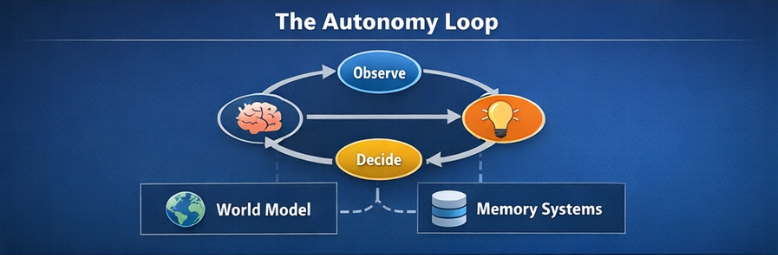 The Autonomy Loop
Observe
Decide
World Model
Memory Systems